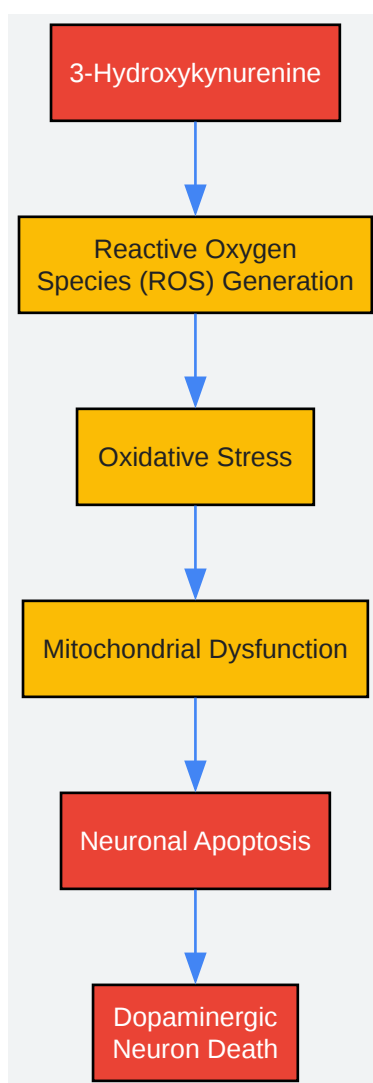 3-Hydroxykynurenine
Reactive Oxygen
Species (ROS) Generation
Oxidative Stress
Mitochondrial Dysfunction
Neuronal Apoptosis
Dopaminergic
Neuron Death